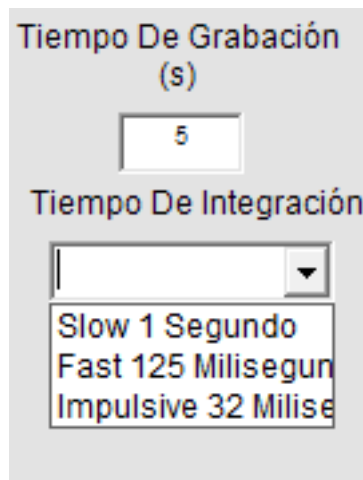 Tiempo De Grabación
(s)
5
Tiempo De Integración
Slow 1 Segundo
Fast 125 Milisegun
Impulsive 32 Milise